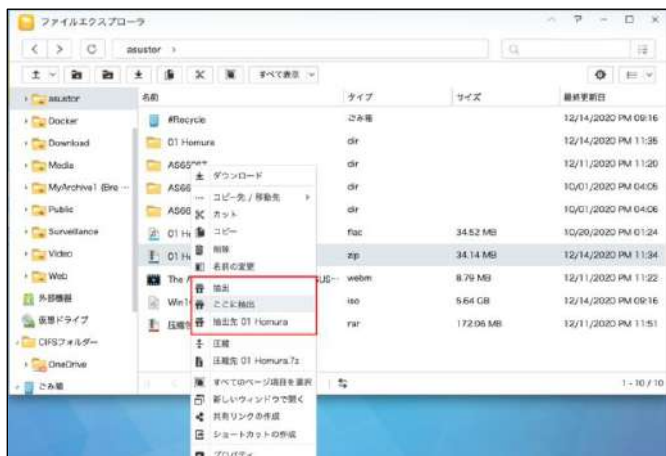 ファイルエクスプローラ
asustor
すべて表示
asustor
Docker
Download
Media
MyArchive1 (Bre ···
Public
Surveillance
Video
Web
外部機器
仮想ドライブ
CIFSフォルダー
OneDrive
ごみ箱
名前 タイプ サイズ 最終更新日
#Recycle ごみ箱 12/14/2020 PM 09:16
01 Homura dir 12/14/2020 PM 11:35
dir 12/11/2020 PM 11:20
AS66 dir 10/01/2020 PM 04:05
AS66 dir 10/01/2020 PM 04:06
01 H flac 34.52 MB 10/20/2020 PM 01:24
01 H zip 34.14 MB 12/14/2020 PM 11:34
The webm 8.79 MB 12/11/2020 PM 11:22
Win1 iso 5.64 GB 12/14/2020 PM 09:16
圧縮 rar 172.06 MB 12/11/2020 PM 11:51
ダウンロード
コピー先 / 移動先
カット
コピー
削除
名前の変更
抽出
ここに抽出
抽出先 01 Homura
圧縮
圧縮先 01 Homura.7z
すべてのページ項目を選択
新しいウィンドウで開く
共有リンクの作成
ショートカットの作成
プロパティ
1 - 10 / 10